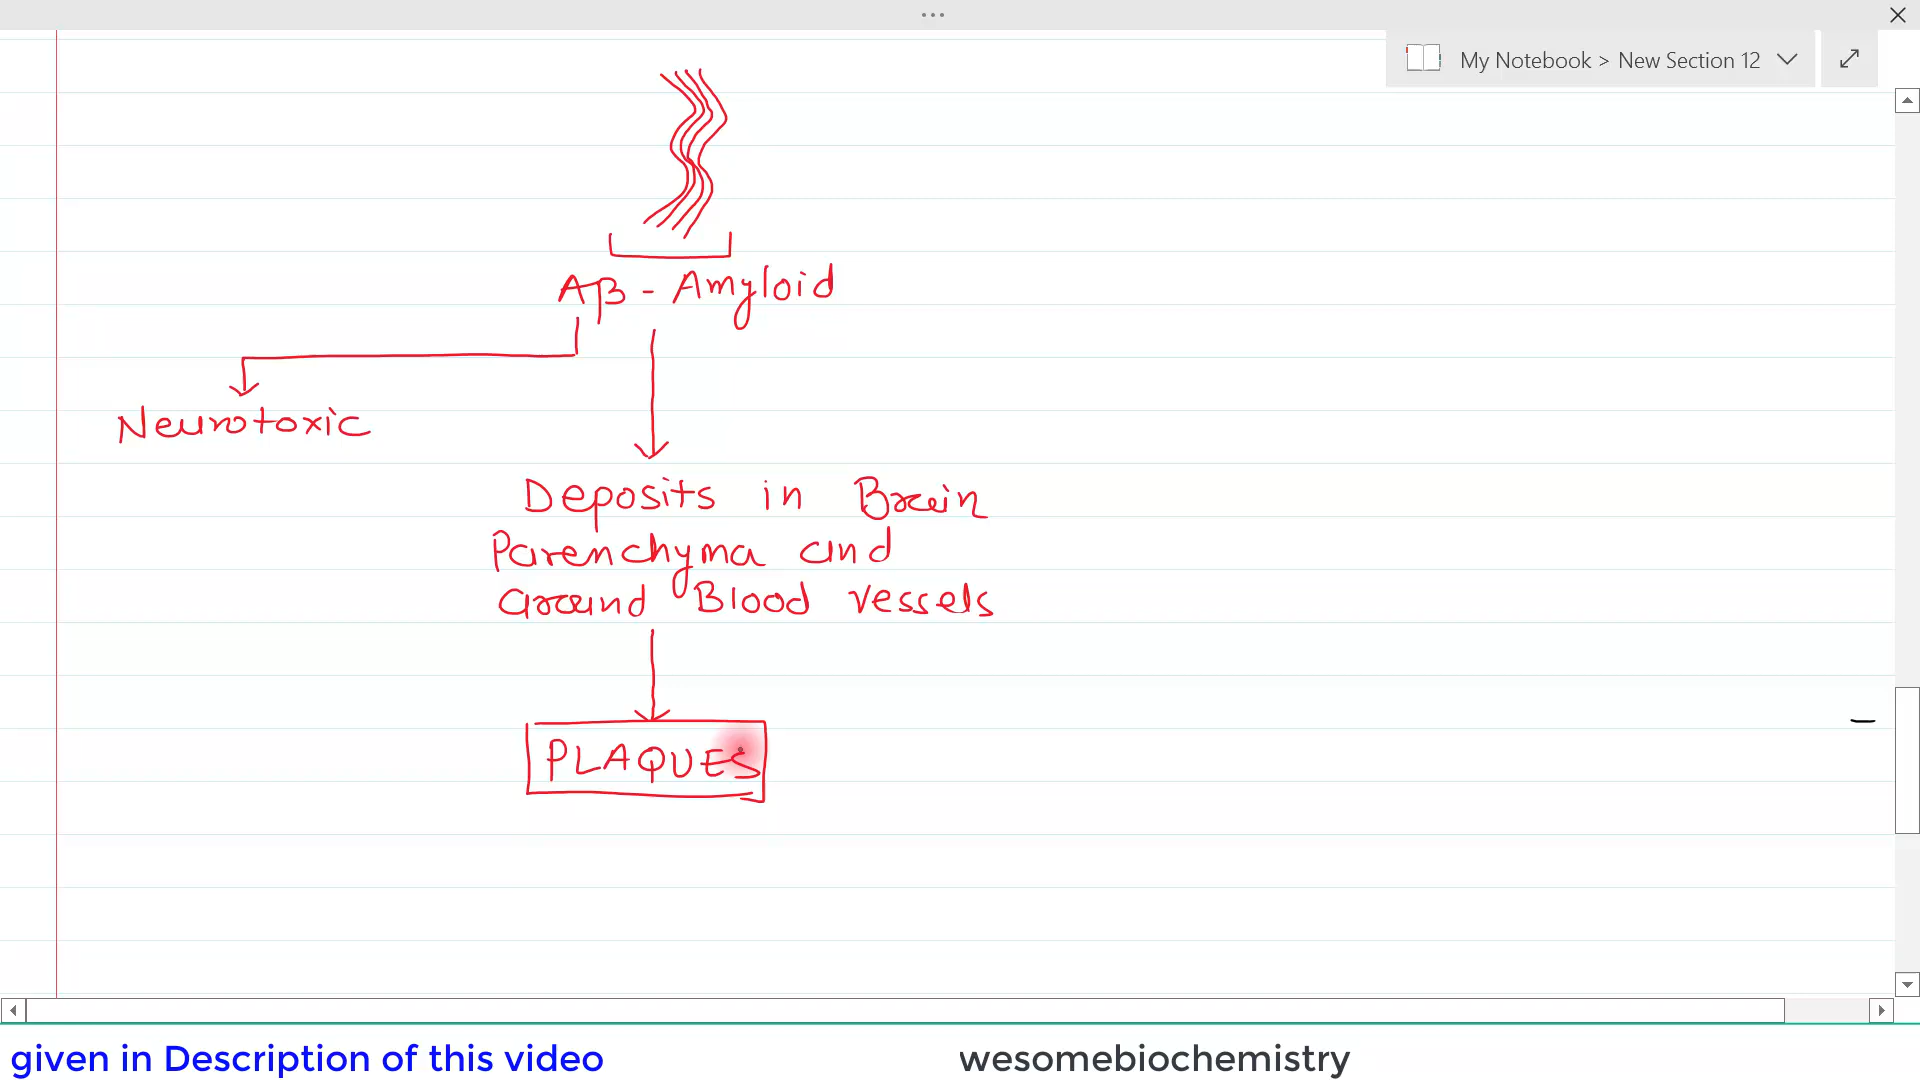 My Notebook > New Section 12
Aβ - Amyloid
Neurotoxic
Deposits in Brain
Parenchyma and
around Blood vessels
PLAQUES
given in Description of this video
wesomebiochemistry